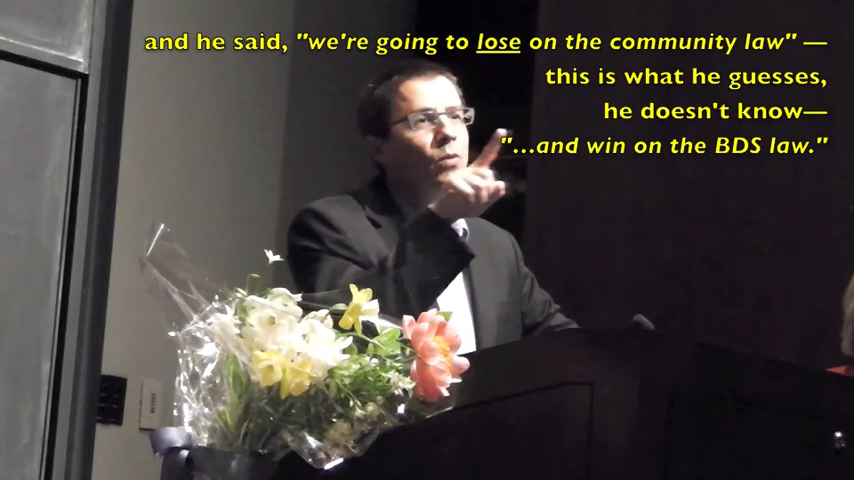 and he said, "we're going to lose on the community law" —
this is what he guesses,
he doesn't know—
"...and win on the BDS law."